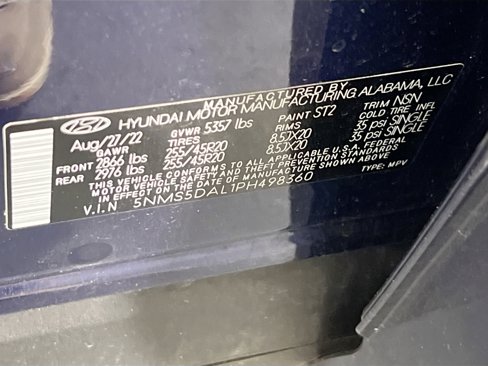 MANUFACTURED BY
HYUNDAI MOTOR MANUFACTURING ALABAMA, LLC
Aug/27/22 GVWR 5357 lbs PAINT ST2 TRIM NSN
GAWR TIRES RIMS COLD TIRE INFL
FRONT 2866 lbs 255/45R20 8.5JX20 35 psi SINGLE
REAR 2976 lbs 255/45R20 8.5JX20 35 psi SINGLE
THIS VEHICLE CONFORMS TO ALL APPLICABLE U.S.A. FEDERAL
MOTOR VEHICLE SAFETY AND THEFT PREVENTION STANDARDS
IN EFFECT ON THE DATE OF MANUFACTURE SHOWN ABOVE.
V.I.N 5NMS5DAL1PH498360 TYPE: MPV